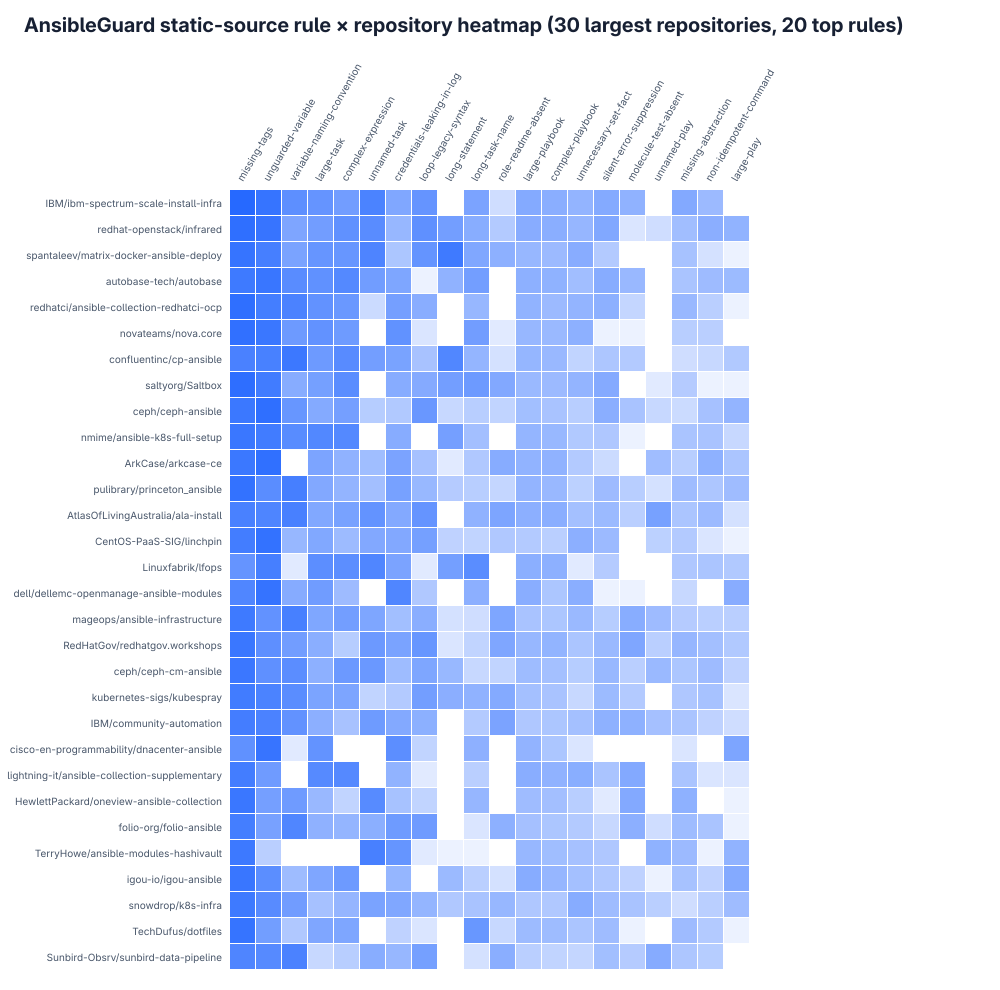 AnsibleGuard static-source rule × repository heatmap (30 largest repositories, 20 top rules)
missing-tags
unguarded-variable
variable-naming-convention
large-task
complex-expression
unnamed-task
credentials-leaking-in-log
loop-legacy-syntax
long-statement
long-task-name
role-readme-absent
large-playbook
complex-playbook
unnecessary-set-fact
silent-error-suppression
molecule-test-absent
unnamed-play
missing-abstraction
non-idempotent-command
large-play
IBM/ibm-spectrum-scale-install-infra
redhat-openstack/infrared
spantaleev/matrix-docker-ansible-deploy
autobase-tech/autobase
redhatci/ansible-collection-redhatci-ocp
novateams/nova.core
confluentinc/cp-ansible
saltyorg/Saltbox
ceph/ceph-ansible
nmime/ansible-k8s-full-setup
ArkCase/arkcase-ce
pulibrary/princeton_ansible
AtlasOfLivingAustralia/ala-install
CentOS-PaaS-SIG/linchpin
Linuxfabrik/lfops
dell/dellemc-openmanage-ansible-modules
mageops/ansible-infrastructure
RedHatGov/redhatgov.workshops
ceph/ceph-cm-ansible
kubernetes-sigs/kubespray
IBM/community-automation
cisco-en-programmability/dnacenter-ansible
lightning-it/ansible-collection-supplementary
HewlettPackard/oneview-ansible-collection
folio-org/folio-ansible
TerryHowe/ansible-modules-hashivault
igou-io/igou-ansible
snowdrop/k8s-infra
TechDufus/dotfiles
Sunbird-Obsrv/sunbird-data-pipeline